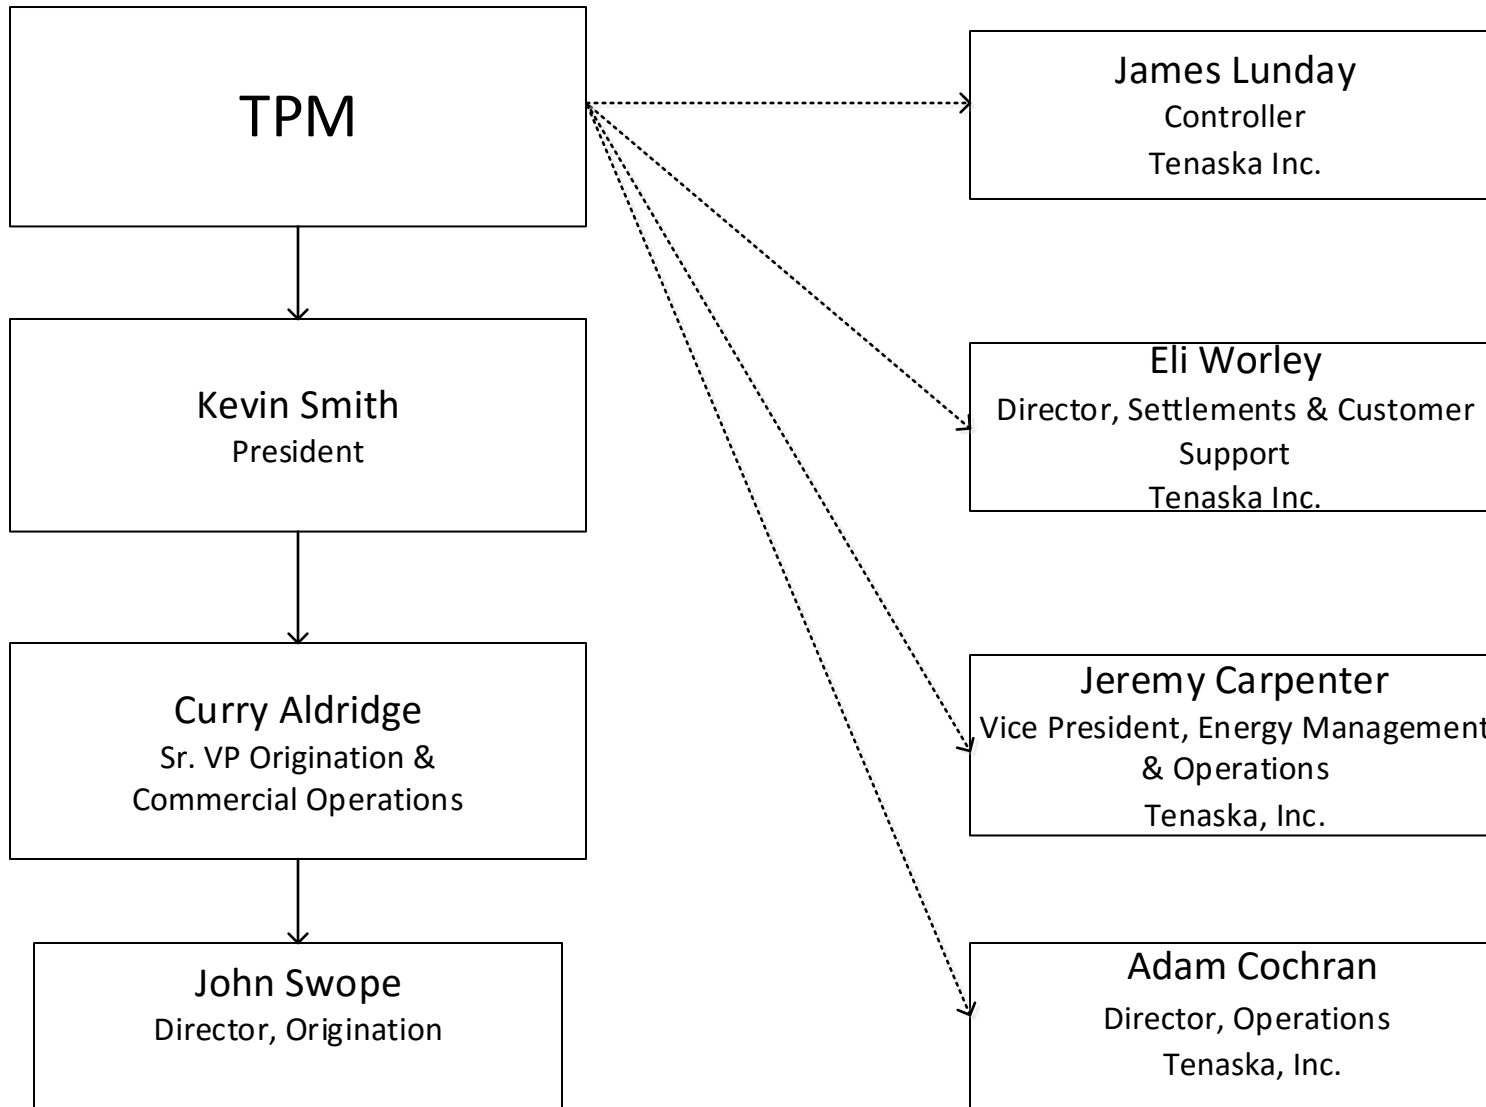 TPM
Kevin Smith
President
Curry Aldridge
Sr. VP Origination &
Commercial Operations
John Swope
Director, Origination
James Lunday
Controller
Tenaska Inc.
Eli Worley
Director, Settlements & Customer
Support
Tenaska Inc.
Jeremy Carpenter
Vice President, Energy Management
& Operations
Tenaska, Inc.
Adam Cochran
Director, Operations
Tenaska, Inc.